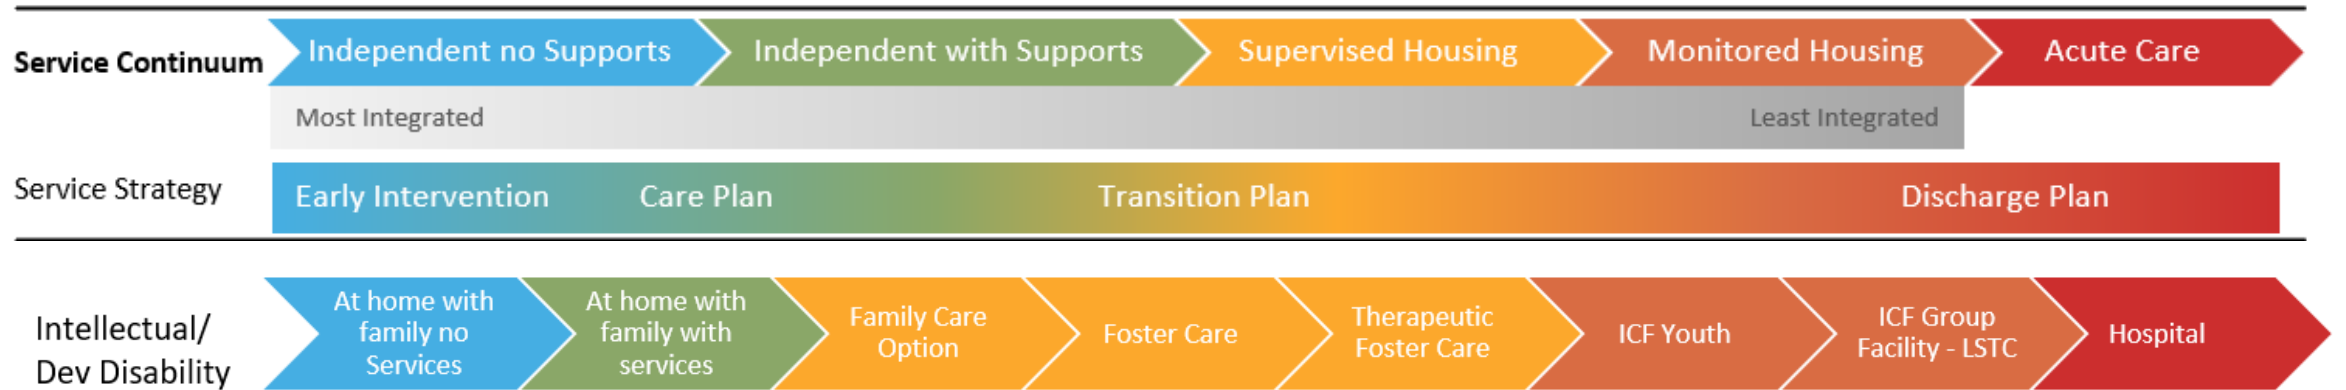 Service Continuum
Independent no Supports
Independent with Supports
Supervised Housing
Monitored Housing
Acute Care
Most Integrated
Least Integrated
Service Strategy
Early Intervention
Care Plan
Transition Plan
Discharge Plan
Intellectual/
Dev Disability
At home with
family no
Services
At home with
family with
services
Family Care
Option
Foster Care
Therapeutic
Foster Care
ICF Youth
ICF Group
Facility - LSTC
Hospital